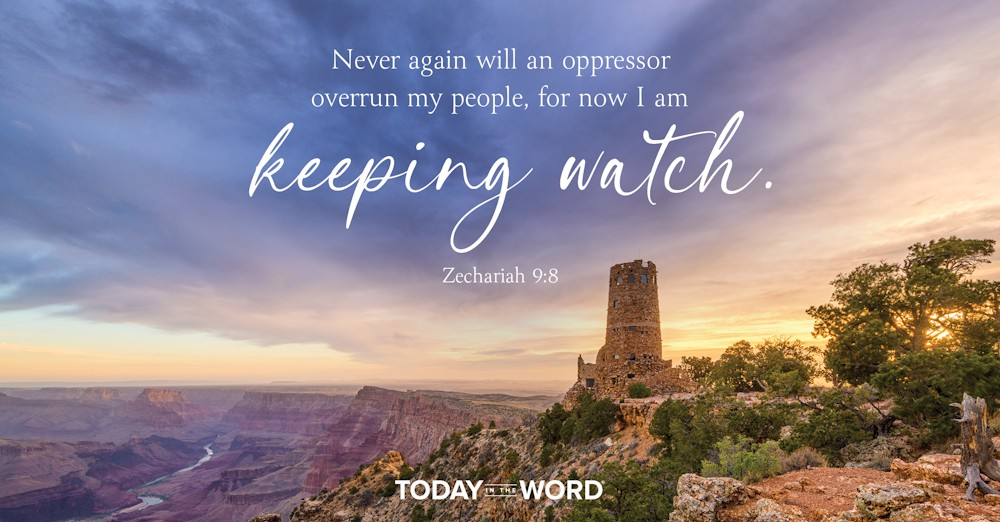 Never again will an oppressor
overrun my people, for now I am
keeping watch.
Zechariah 9:8
TODAY IN THE WORD